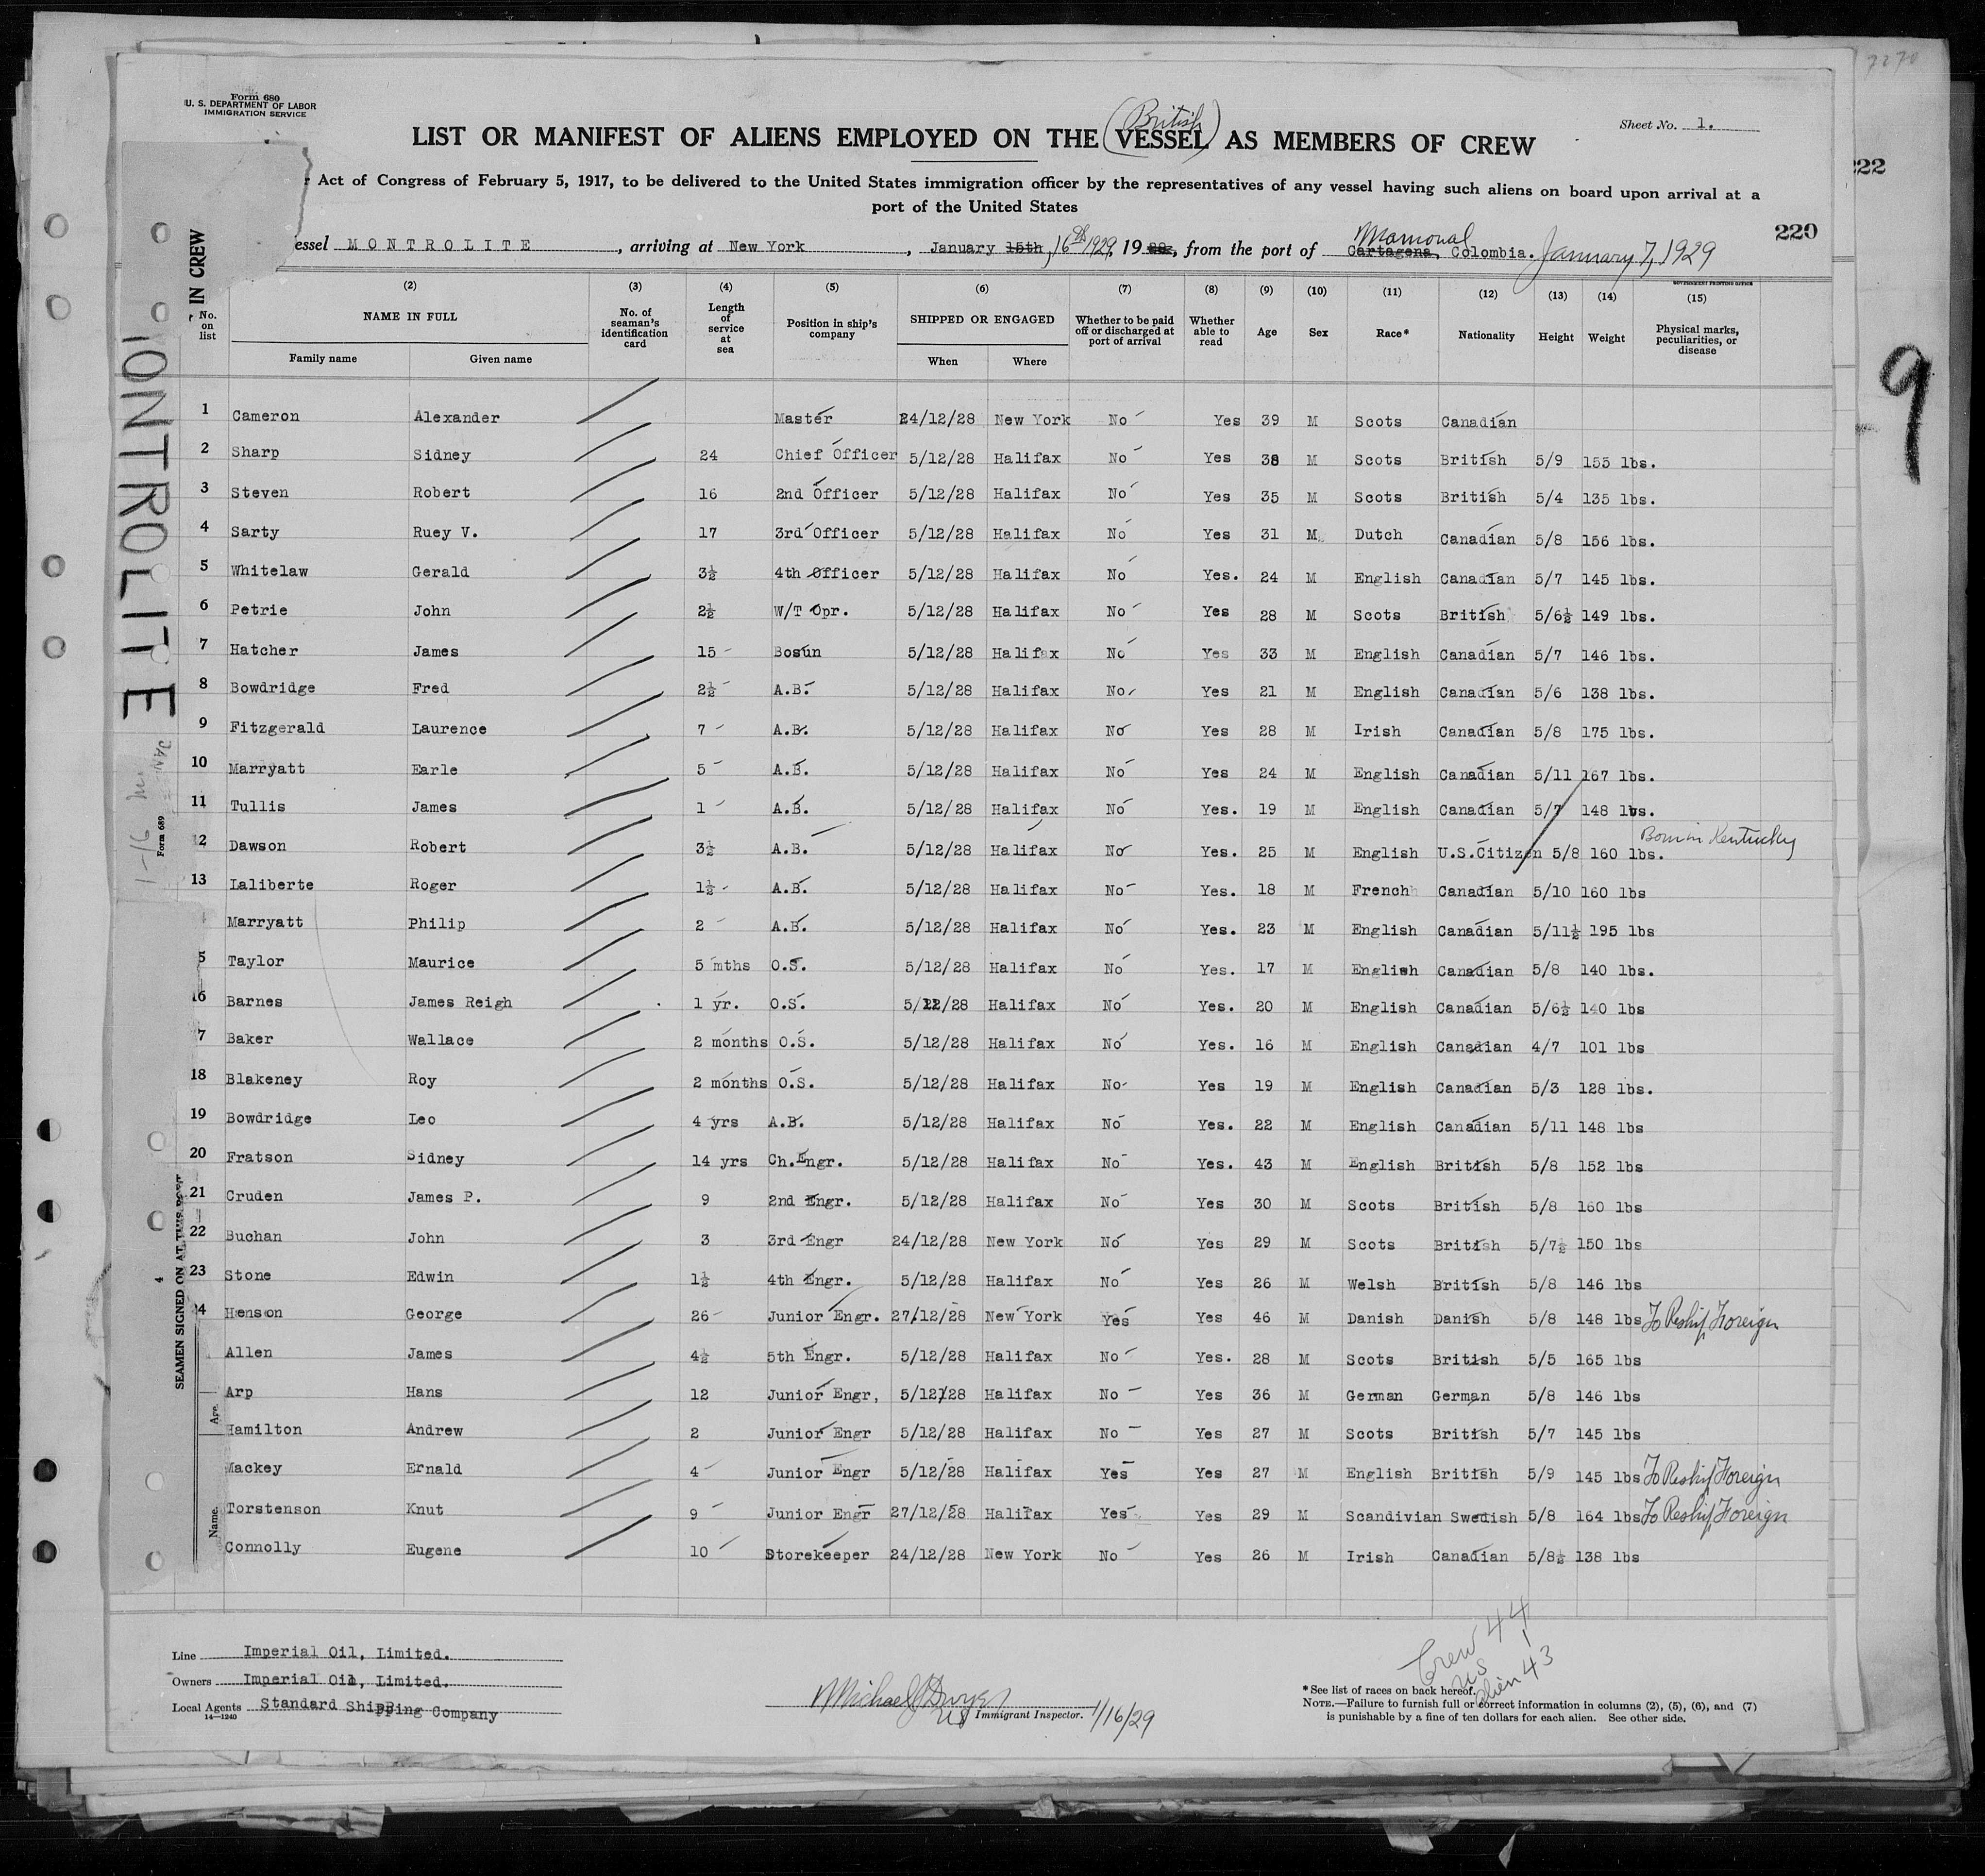 7270
Form 680
U. S. DEPARTMENT OF LABOR
IMMIGRATION SERVICE
Sheet No. 1.
(British)
LIST OR MANIFEST OF ALIENS EMPLOYED ON THE VESSEL AS MEMBERS OF CREW
Act of Congress of February 5, 1917, to be delivered to the United States immigration officer by the representatives of any vessel having such aliens on board upon arrival at a
port of the United States
222
220
essel MONTROLITE, arriving at New York, January 15th, 16th 1929, 19 , from the port of Cartagena, Mamonal Colombia. January 7, 1929
GOVERNMENT PRINTING OFFICE
IN CREW
(2) (3) (4) (5) (6) (7) (8) (9) (10) (11) (12) (13) (14) (15)
No. on list NAME IN FULL Family name Given name No. of seaman's identification card Length of service at sea Position in ship's company SHIPPED OR ENGAGED When Where Whether to be paid off or discharged at port of arrival Whether able to read Age Sex Race* Nationality Height Weight Physical marks, peculiarities, or disease
1 Cameron Alexander Master 24/12/28 New York No Yes 39 M Scots Canadian
2 Sharp Sidney 24 Chief Officer 5/12/28 Halifax No Yes 38 M Scots British 5/9 155 lbs.
3 Steven Robert 16 2nd Officer 5/12/28 Halifax No Yes 35 M Scots British 5/4 135 lbs.
4 Sarty Ruey V. 17 3rd Officer 5/12/28 Halifax No Yes 31 M Dutch Canadian 5/8 156 lbs.
5 Whitelaw Gerald 3½ 4th Officer 5/12/28 Halifax No Yes. 24 M English Canadian 5/7 145 lbs.
6 Petrie John 2½ W/T Opr. 5/12/28 Halifax No Yes 28 M Scots British 5/6½ 149 lbs.
7 Hatcher James 15 Bosun 5/12/28 Halifax No Yes 33 M English Canadian 5/7 146 lbs.
8 Bowdridge Fred 2½ A.B. 5/12/28 Halifax No Yes 21 M English Canadian 5/6 138 lbs.
9 Fitzgerald Laurence 7 A.B. 5/12/28 Halifax No Yes 28 M Irish Canadian 5/8 175 lbs.
10 Marryatt Earle 5 A.B. 5/12/28 Halifax No Yes 24 M English Canadian 5/11 167 lbs.
11 Tullis James 1 A.B. 5/12/28 Halifax No Yes. 19 M English Canadian 5/7 148 lbs.
12 Dawson Robert 3½ A.B. 5/12/28 Halifax No Yes. 25 M English U.S.Citizen 5/8 160 lbs. Born in Kentucky
13 Laliberte Roger 1½ A.B. 5/12/28 Halifax No Yes. 18 M French Canadian 5/10 160 lbs
Marryatt Philip 2 A.B. 5/12/28 Halifax No Yes. 23 M English Canadian 5/11½ 195 lbs
5 Taylor Maurice 5 mths O.S. 5/12/28 Halifax No Yes. 17 M English Canadian 5/8 140 lbs.
16 Barnes James Reigh 1 yr. O.S. 5/12/28 Halifax No Yes. 20 M English Canadian 5/6½ 140 lbs
7 Baker Wallace 2 months O.S. 5/12/28 Halifax No Yes. 16 M English Canadian 4/7 101 lbs
18 Blakeney Roy 2 months O.S. 5/12/28 Halifax No Yes 19 M English Canadian 5/3 128 lbs.
19 Bowdridge Leo 4 yrs A.B. 5/12/28 Halifax No Yes. 22 M English Canadian 5/11 148 lbs
20 Fratson Sidney 14 yrs Ch.Engr. 5/12/28 Halifax No Yes. 43 M English British 5/8 152 lbs
21 Cruden James P. 9 2nd Engr. 5/12/28 Halifax No Yes 30 M Scots British 5/8 160 lbs
22 Buchan John 3 3rd Engr 24/12/28 New York No Yes 29 M Scots British 5/7½ 150 lbs
23 Stone Edwin 1½ 4th Engr. 5/12/28 Halifax No Yes 26 M Welsh British 5/8 146 lbs
24 Henson George 26 Junior Engr. 27/12/28 New York Yes Yes 46 M Danish Danish 5/8 148 lbs To Reship Foreign
Allen James 4½ 5th Engr. 5/12/28 Halifax No Yes. 28 M Scots British 5/5 165 lbs
Arp Hans 12 Junior Engr, 5/12/28 Halifax No Yes 36 M German German 5/8 146 lbs
Hamilton Andrew 2 Junior Engr 5/12/28 Halifax No Yes 27 M Scots British 5/7 145 lbs
Mackey Ernald 4 Junior Engr 5/12/28 Halifax Yes Yes 27 M English British 5/9 145 lbs To Reship Foreign
Torstenson Knut 9 Junior Engr 27/12/28 Halifax Yes Yes 29 M Scandivian Swedish 5/8 164 lbs To Reship Foreign
Connolly Eugene 10 Storekeeper 24/12/28 New York No Yes 26 M Irish Canadian 5/8½ 138 lbs
MONTROLITE
1-16
Form 689
SEAMEN SIGNED ON AT THIS PORT
4
Age.
Name.
9
Crew 44
US 1
Alien 43
Line Imperial Oil, Limited.
Owners Imperial Oil, Limited.
Local Agents Standard Shipping Company
14—1240
Michael J Dwyer
US Immigrant Inspector. 1/16/29
*See list of races on back hereof.
NOTE.—Failure to furnish full or correct information in columns (2), (5), (6), and (7)
is punishable by a fine of ten dollars for each alien. See other side.